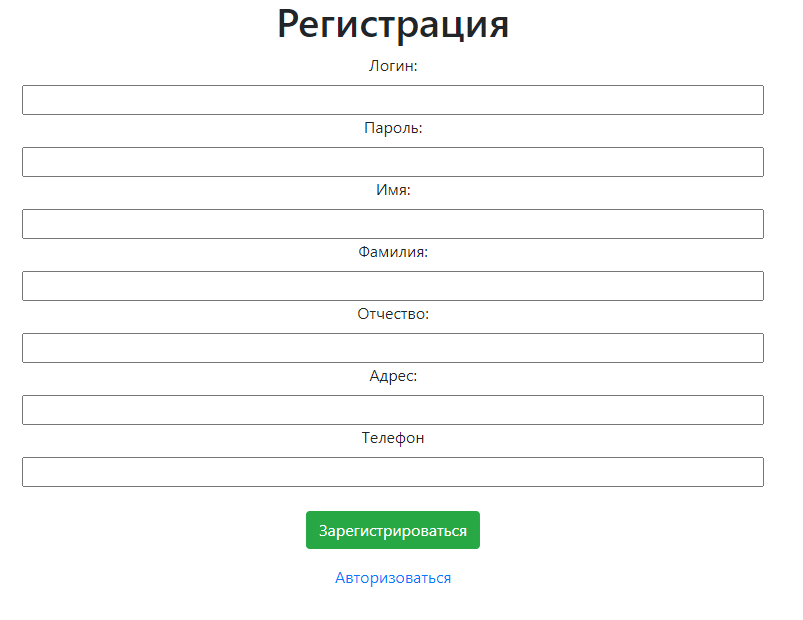 Регистрация
Логин:
Пароль:
Имя:
Фамилия:
Отчество:
Адрес:
Телефон
Зарегистрироваться
Авторизоваться